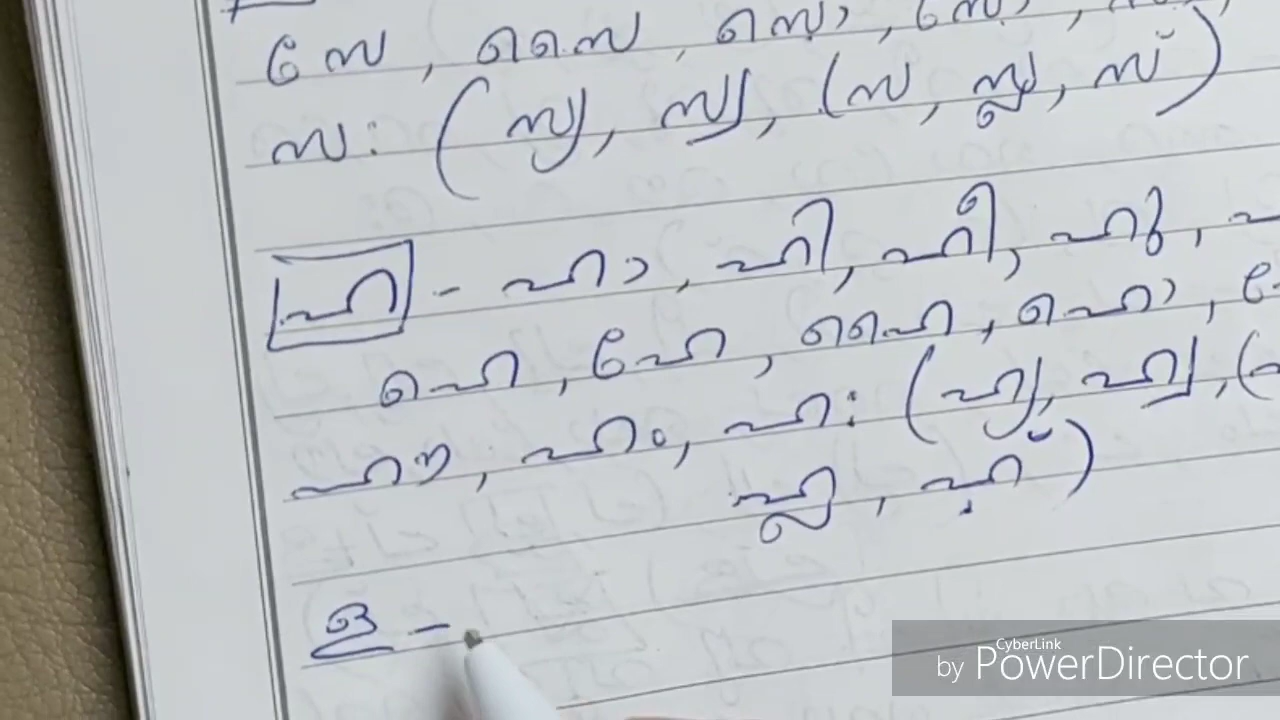 സേ, സൈ, സൊ, സോ,
സഃ (സ്യ, സ്വ, സ്ര, സ്ല, സ്)
ഹ - ഹാ, ഹി, ഹീ, ഹു,
ഹെ, ഹേ, ഹൈ, ഹൊ,
ഹൗ, ഹം, ഹഃ (ഹ്യ, ഹ്വ,
ഹ്ല, ഹ്)
ള -
CyberLink
by PowerDirector